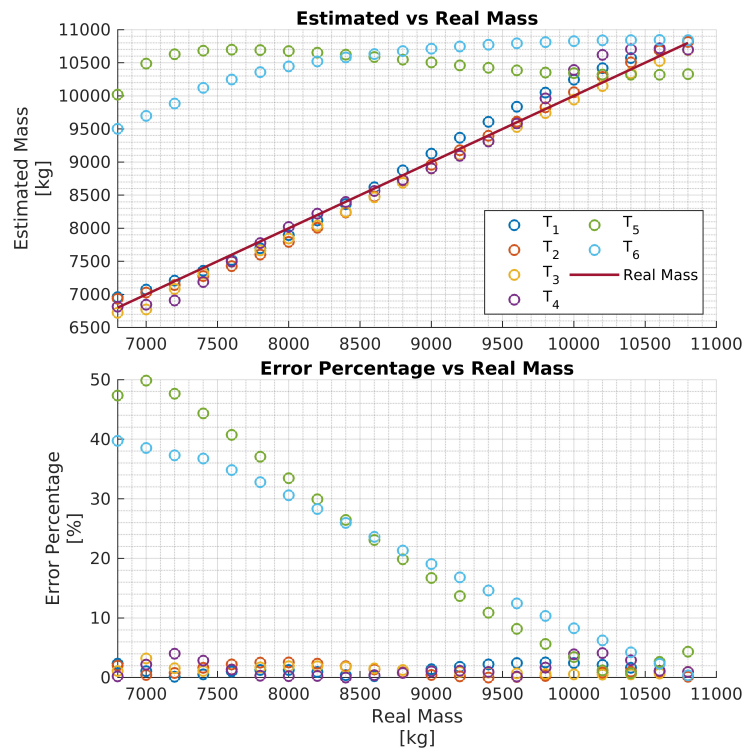 Estimated vs Real Mass
11000
10500
10000
9500
9000
8500
8000
7500
7000
6500
Estimated Mass
[kg]
T1 T5
T2 T6
T3 Real Mass
T4
7000 7500 8000 8500 9000 9500 10000 10500 11000
Error Percentage vs Real Mass
50
40
30
20
10
0
Error Percentage
[%]
7000 7500 8000 8500 9000 9500 10000 10500 11000
Real Mass
[kg]